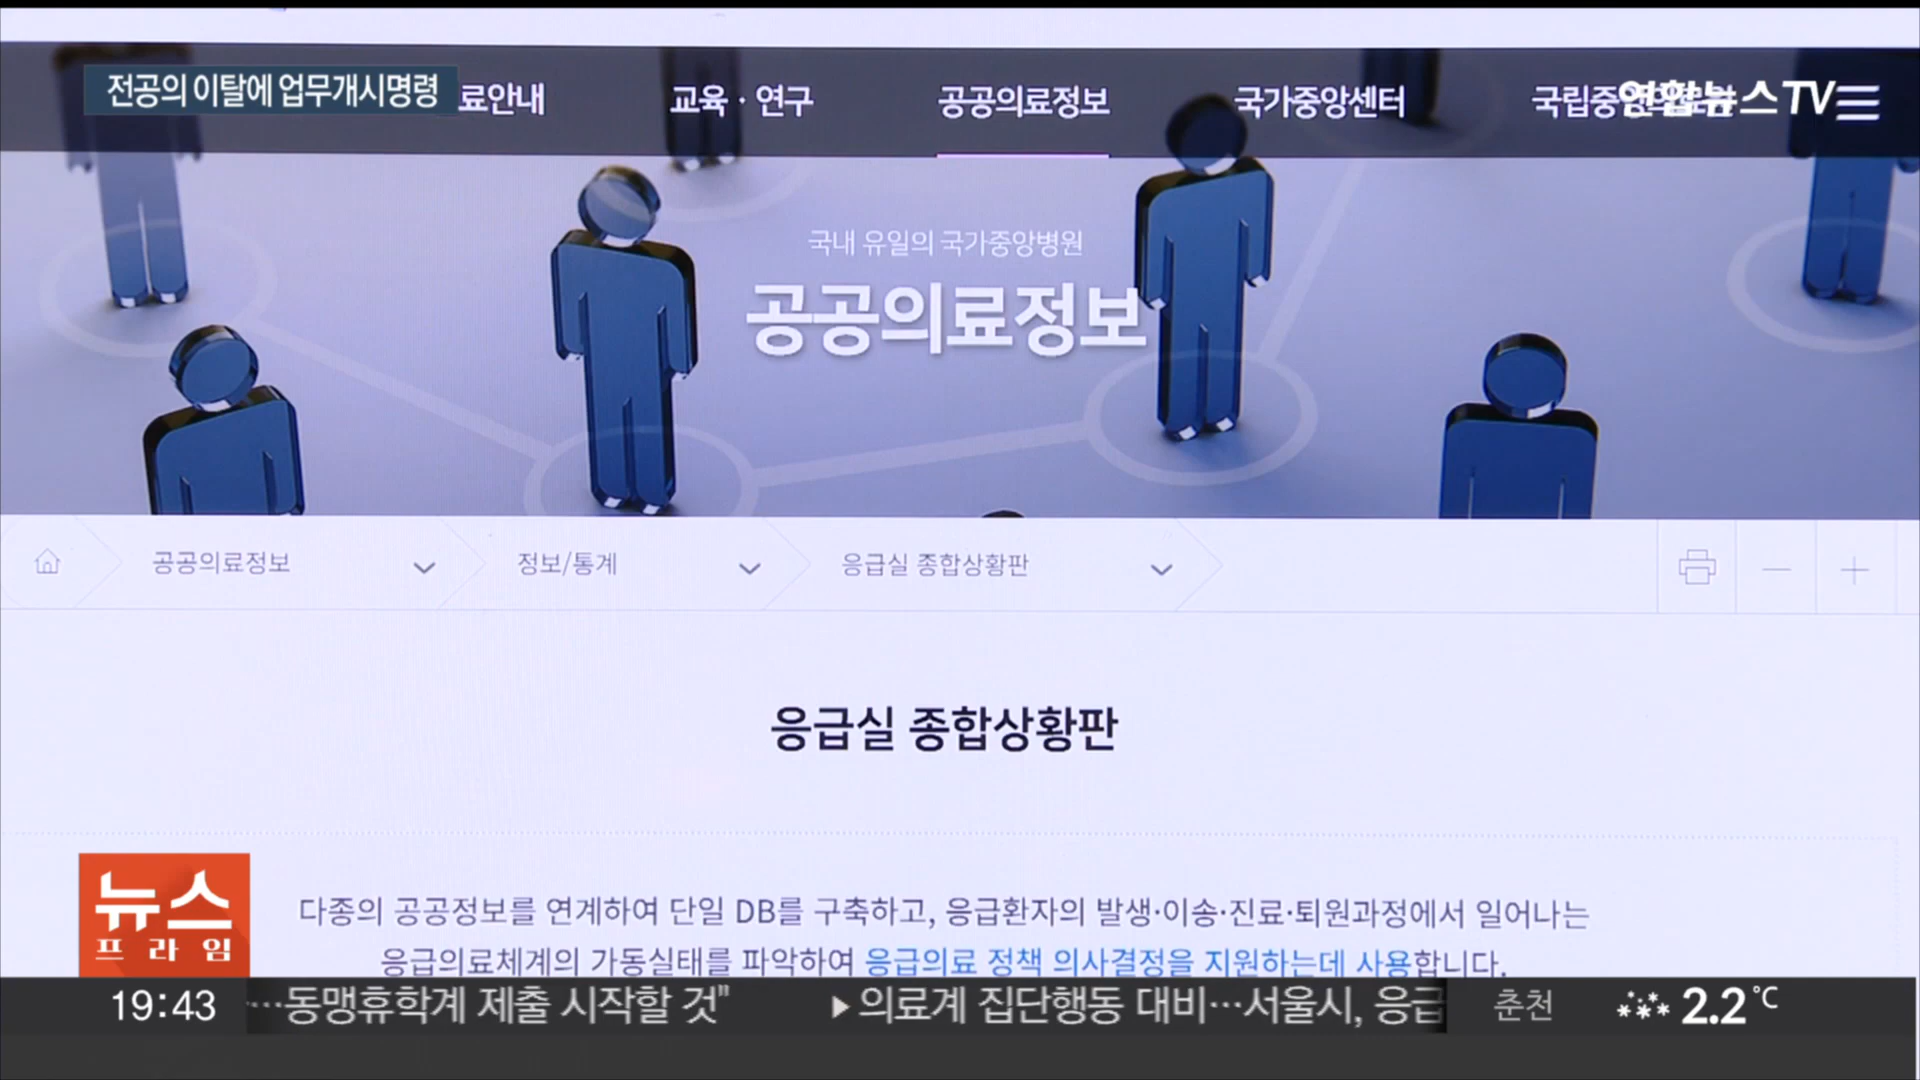 전공의 이탈에 업무개시명령
료안내
교육 · 연구
공공의료정보
국가중앙센터
국립중앙의료원
연합뉴스TV
국내 유일의 국가중앙병원
공공의료정보
공공의료정보
정보/통계
응급실 종합상황판
응급실 종합상황판
다종의 공공정보를 연계하여 단일 DB를 구축하고, 응급환자의 발생·이송·진료·퇴원과정에서 일어나는
응급의료체계의 가동실태를 파악하여 응급의료 정책 의사결정을 지원하는데 사용합니다.
뉴스
프라임
19:43
…동맹휴학계 제출 시작할 것” ▶의료계 집단행동 대비…서울시, 응급
춘천
2.2℃